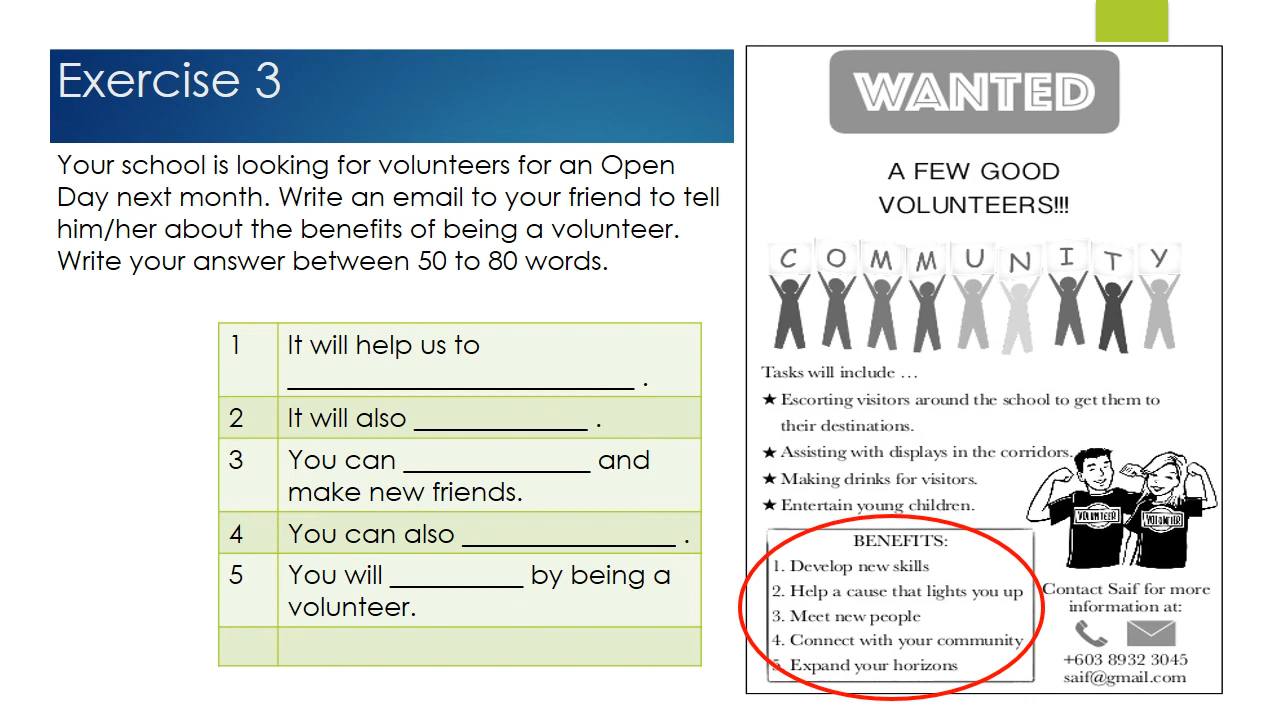 Exercise 3
Your school is looking for volunteers for an Open
Day next month. Write an email to your friend to tell
him/her about the benefits of being a volunteer.
Write your answer between 50 to 80 words.
1 It will help us to
_________________________ .
2 It will also ____________ .
3 You can _____________ and
make new friends.
4 You can also _______________ .
5 You will _________ by being a
volunteer.
WANTED
A FEW GOOD
VOLUNTEERS!!!
COMMUNITY
Tasks will include …
★ Escorting visitors around the school to get them to
their destinations.
★ Assisting with displays in the corridors.
★ Making drinks for visitors.
★ Entertain young children.
VOLUNTEER
VOLUNTEER
BENEFITS:
1. Develop new skills
2. Help a cause that lights you up
3. Meet new people
4. Connect with your community
5. Expand your horizons
Contact Saif for more
information at:
+603 8932 3045
saif@gmail.com